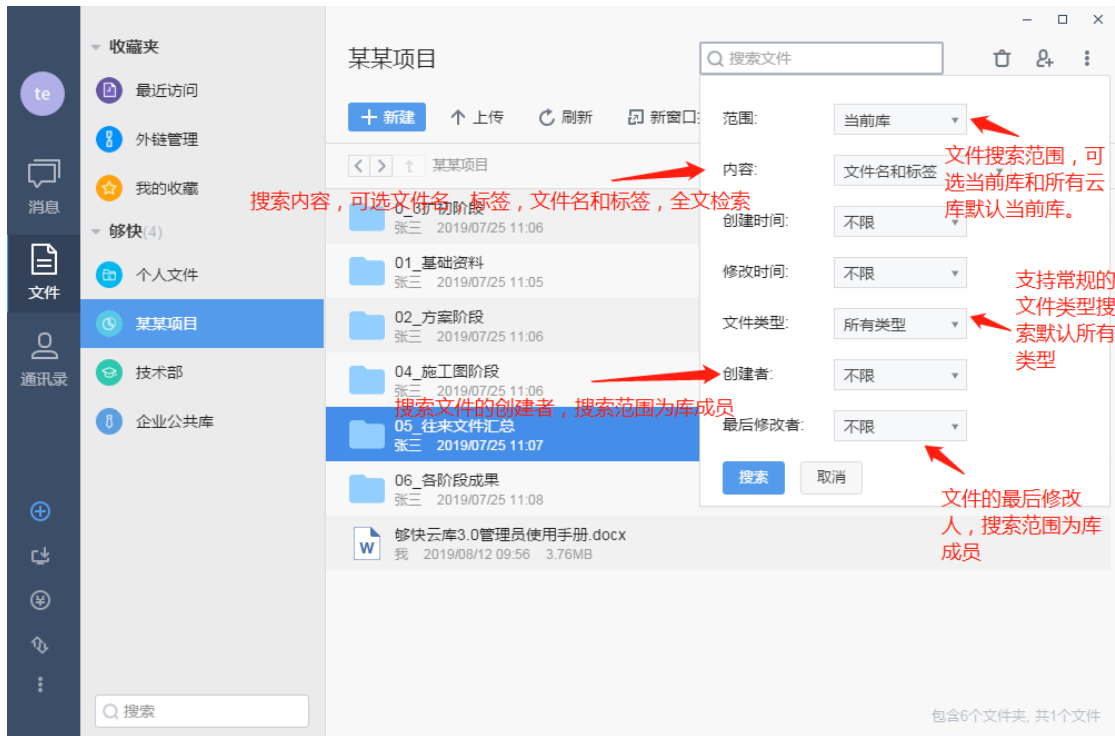 te
消息
文件
通讯录
收藏夹
最近访问
外链管理
我的收藏
够快(4)
个人文件
某某项目
技术部
企业公共库
搜索
某某项目
搜索文件
新建
上传
刷新
新窗口
某某项目
张三 2019/07/25 11:06
01_基础资料
张三 2019/07/25 11:05
02_方案阶段
张三 2019/07/25 11:06
04_施工图阶段
张三 2019/07/25 11:06
05_往来文件汇总
张三 2019/07/25 11:07
06_各阶段成果
张三 2019/07/25 11:08
够快云库3.0管理员使用手册.docx
我 2019/08/12 09:56 3.76MB
包含6个文件夹, 共1个文件
范围: 当前库
内容: 文件名和标签
创建时间: 不限
修改时间: 不限
文件类型: 所有类型
创建者: 不限
最后修改者: 不限
搜索 取消
文件搜索范围，可
选当前库和所有云
库默认当前库。
搜索内容，可选文件名，标签，文件名和标签，全文检索
支持常规的
文件类型搜
索默认所有
类型
搜索文件的创建者，搜索范围为库成员
文件的最后修改
人，搜索范围为库
成员